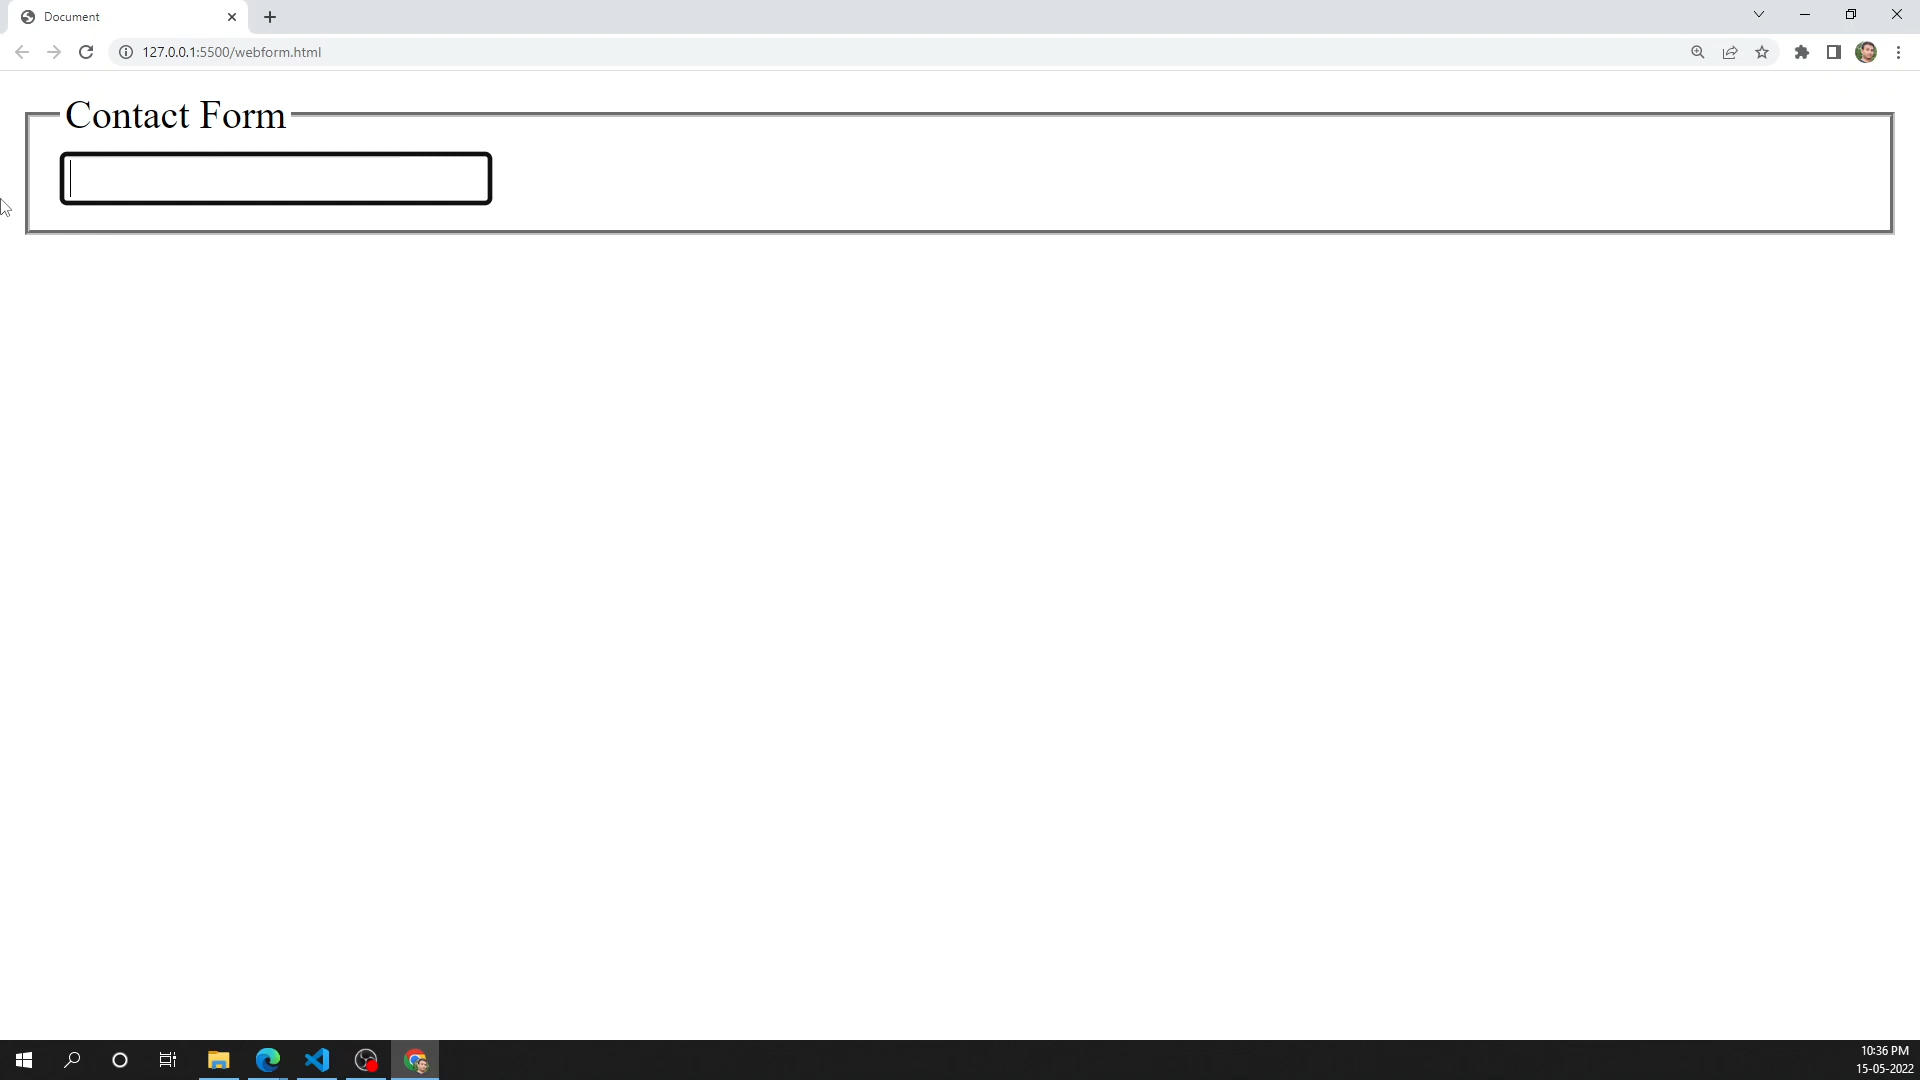 Document
127.0.0.1:5500/webform.html
Contact Form
10:36 PM
15-05-2022